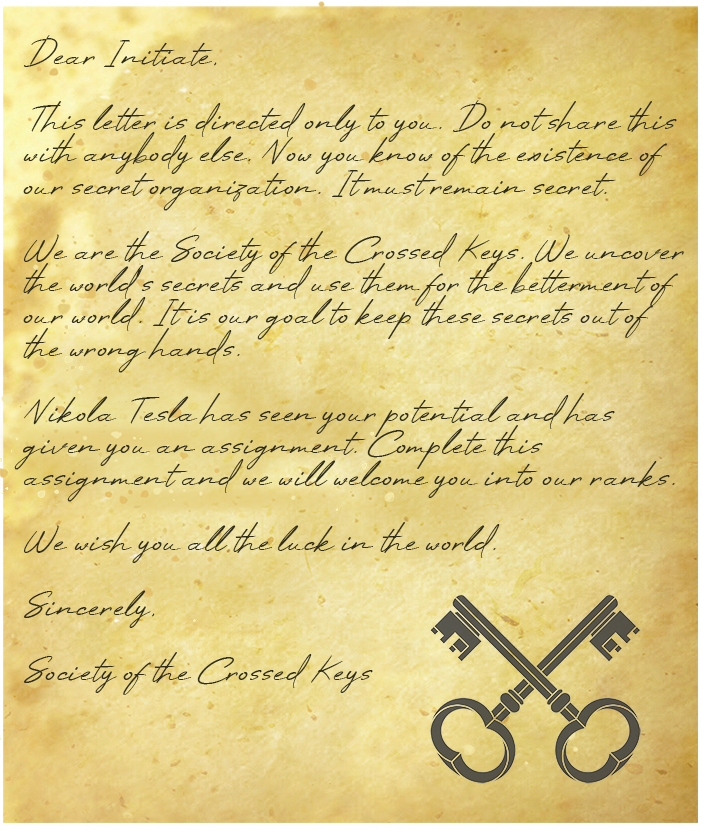 Dear Initiate,
This letter is directed only to you. Do not share this
with anybody else. Now you know of the existence of
our secret organization. It must remain secret.
We are the Society of the Crossed Keys. We uncover
the world's secrets and use them for the betterment of
our world. It is our goal to keep these secrets out of
the wrong hands.
Nikola Tesla has seen your potential and has
given you an assignment. Complete this
assignment and we will welcome you into our ranks.
We wish you all the luck in the world.
Sincerely,
Society of the Crossed Keys